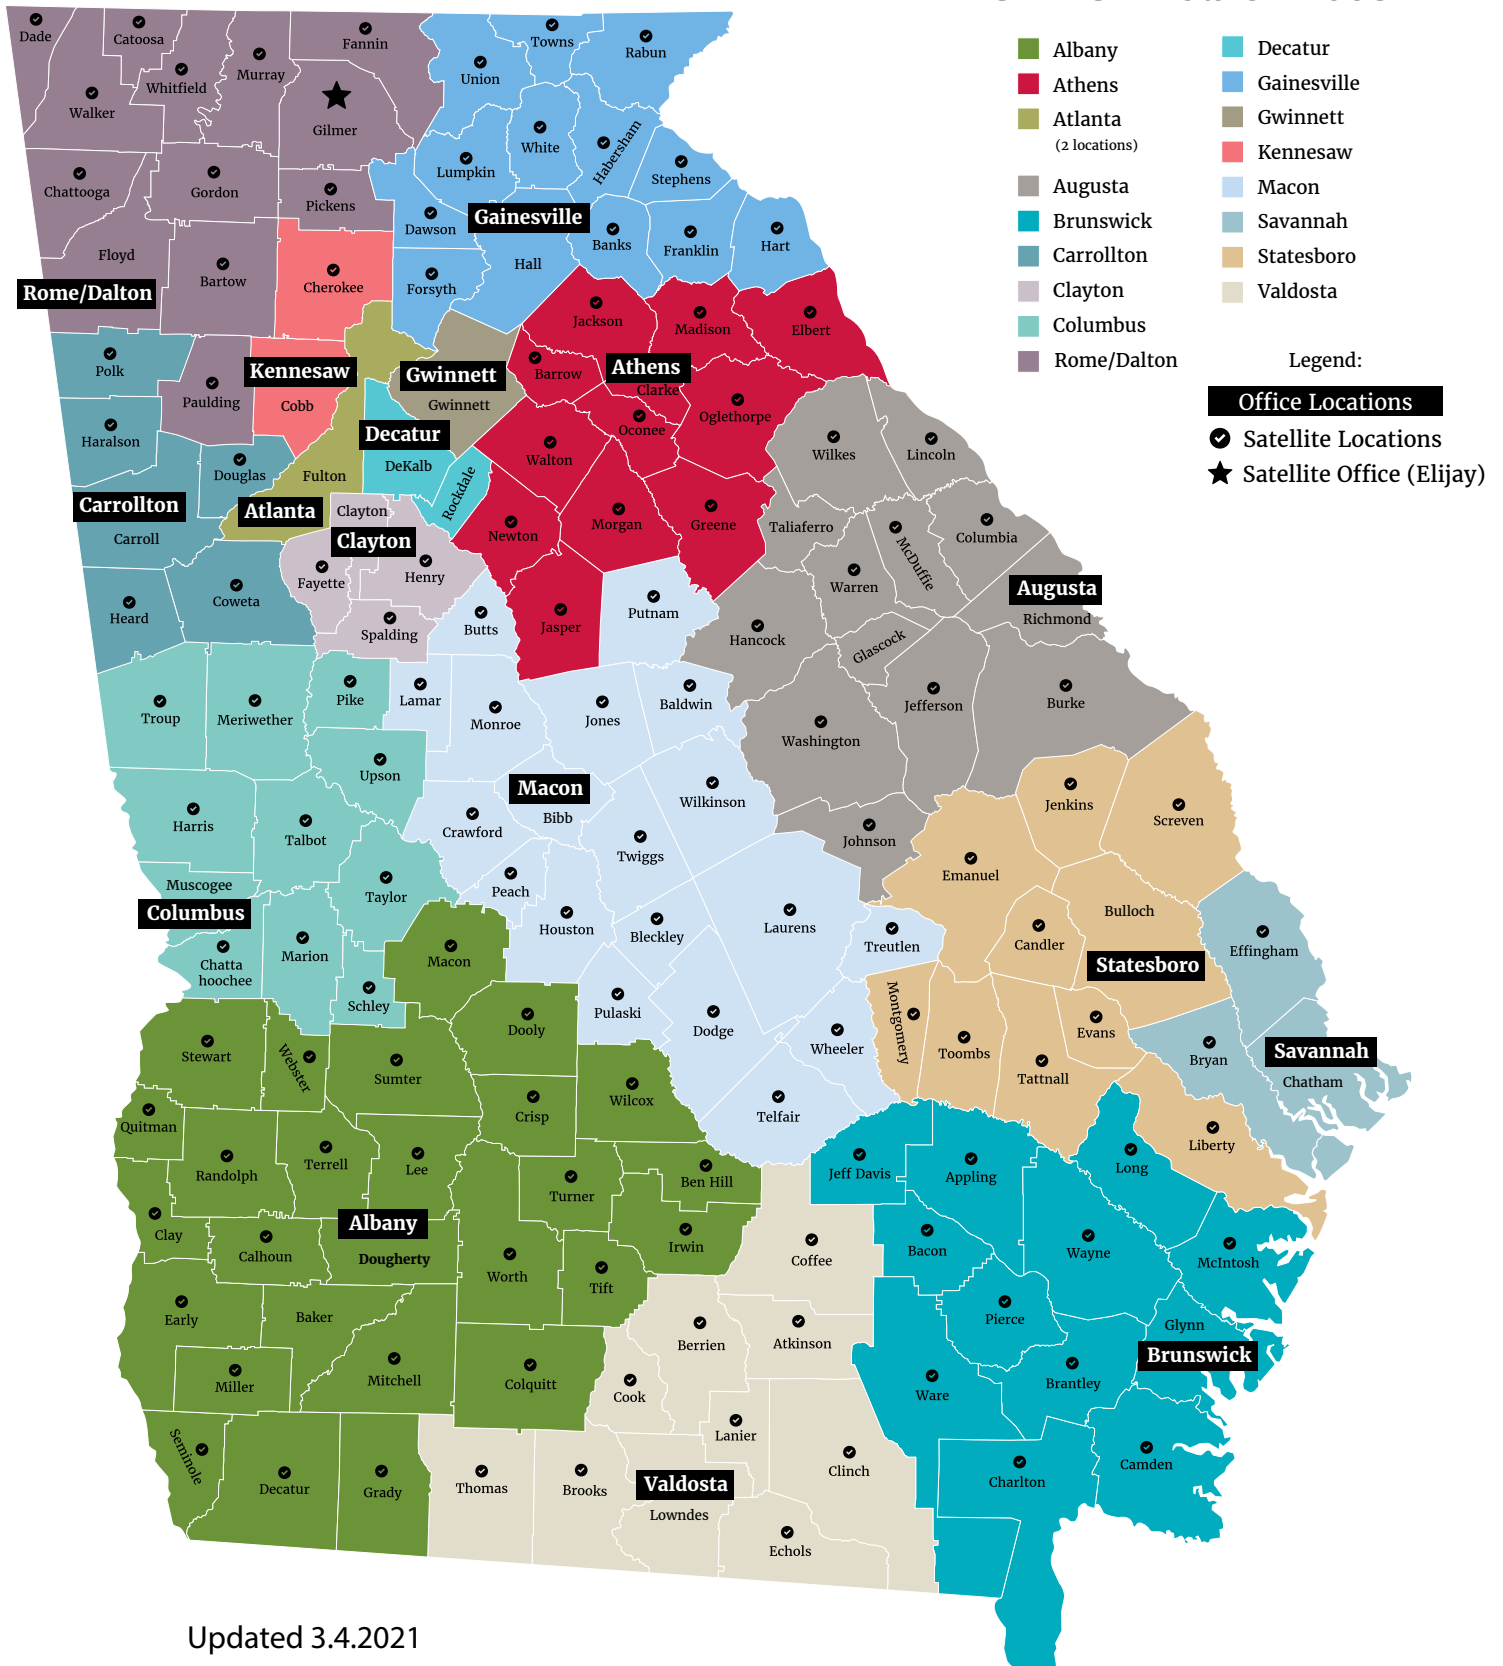 Albany
Athens
Atlanta
(2 locations)
Augusta
Brunswick
Carrollton
Clayton
Columbus
Rome/Dalton
Decatur
Gainesville
Gwinnett
Kennesaw
Macon
Savannah
Statesboro
Valdosta
Legend:
Office Locations
Satellite Locations
Satellite Office (Elijay)
Dade
Catoosa
Whitfield
Murray
Fannin
Walker
Gilmer
Union
Towns
Rabun
Chattooga
Gordon
Pickens
Lumpkin
White
Habersham
Stephens
Dawson
Gainesville
Banks
Franklin
Hart
Floyd
Rome/Dalton
Bartow
Cherokee
Forsyth
Hall
Jackson
Madison
Elbert
Polk
Paulding
Kennesaw
Cobb
Gwinnett
Gwinnett
Barrow
Athens
Clarke
Oconee
Oglethorpe
Haralson
Douglas
Fulton
Decatur
DeKalb
Rockdale
Walton
Wilkes
Lincoln
Carrollton
Carroll
Atlanta
Clayton
Clayton
Newton
Morgan
Greene
Taliaferro
McDuffie
Columbia
Heard
Coweta
Fayette
Henry
Spalding
Butts
Jasper
Putnam
Hancock
Warren
Glascock
Augusta
Richmond
Troup
Meriwether
Pike
Lamar
Monroe
Jones
Baldwin
Washington
Jefferson
Burke
Upson
Harris
Talbot
Crawford
Macon
Bibb
Wilkinson
Twiggs
Johnson
Jenkins
Screven
Muscogee
Columbus
Taylor
Peach
Houston
Bleckley
Laurens
Treutlen
Emanuel
Candler
Bulloch
Statesboro
Effingham
Chatta
hoochee
Marion
Schley
Macon
Dooly
Pulaski
Dodge
Wheeler
Montgomery
Toombs
Tattnall
Evans
Bryan
Savannah
Chatham
Stewart
Webster
Sumter
Crisp
Wilcox
Telfair
Liberty
Quitman
Randolph
Terrell
Lee
Turner
Ben Hill
Jeff Davis
Appling
Long
Clay
Calhoun
Albany
Dougherty
Worth
Tift
Irwin
Coffee
Bacon
Wayne
McIntosh
Early
Baker
Miller
Mitchell
Colquitt
Cook
Berrien
Atkinson
Pierce
Ware
Brantley
Glynn
Brunswick
Seminole
Decatur
Grady
Thomas
Brooks
Valdosta
Lowndes
Lanier
Clinch
Echols
Charlton
Camden
Updated 3.4.2021